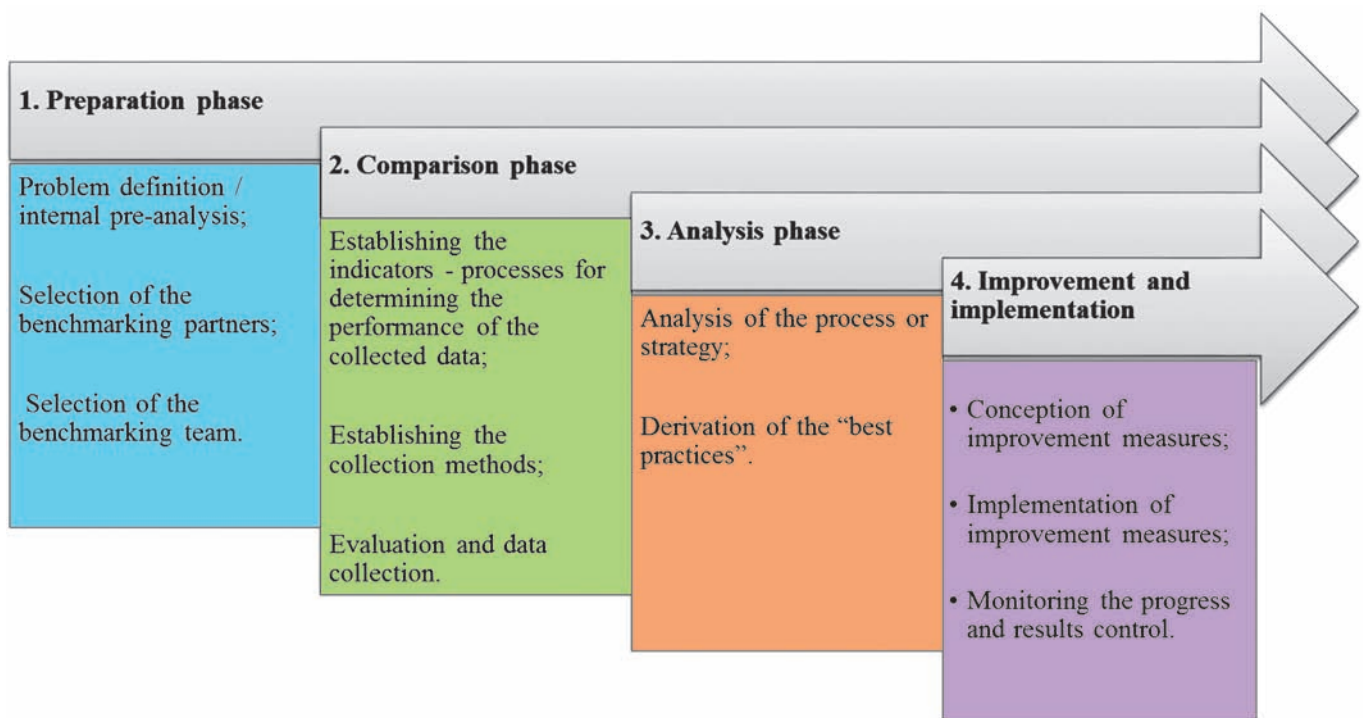 1. Preparation phase
Problem definition /
internal pre-analysis;
Selection of the
benchmarking partners;
Selection of the
benchmarking team.
2. Comparison phase
Establishing the
indicators - processes for
determining the
performance of the
collected data;
Establishing the
collection methods;
Evaluation and data
collection.
3. Analysis phase
Analysis of the process or
strategy;
Derivation of the “best
practices”.
4. Improvement and
implementation
• Conception of
improvement measures;
• Implementation of
improvement measures;
• Monitoring the progress
and results control.